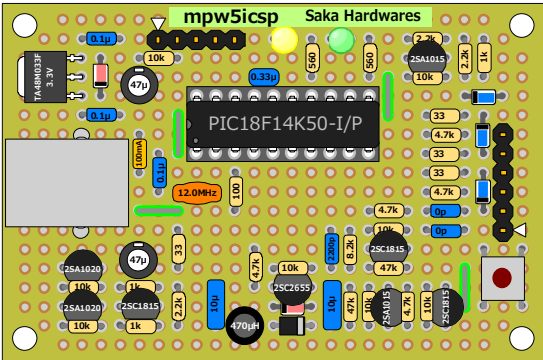 mpw5icsp Saka Hardwares
0.1μ
10k
560
560
2.2k
2SA1015
10k
2.2k
1k
TA48M033F
3.3V
47μ
0.33μ
0.1μ
PIC18F14K50-I/P
33
4.7k
33
33
4.7k
100mA
0.1μ
12.0MHz
100
4.7k
0p
0p
10k
2SC1815
47k
33
47μ
2200p
8.2k
2SA1020
10k
1k
4.7k
10k
2SC2655
2SA1020
10k
2SC1815
1k
2.2k
10μ
470μH
10μ
47k
10k
2SA1015
4.7k
10k
2SC1815